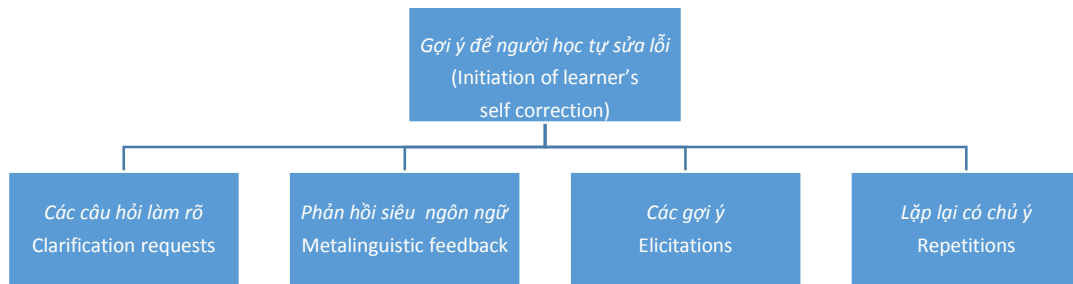 Gợi ý để người học tự sửa lỗi
(Initiation of learner's
self correction)
Các câu hỏi làm rõ
Clarification requests
Phản hồi siêu ngôn ngữ
Metalinguistic feedback
Các gợi ý
Elicitations
Lặp lại có chủ ý
Repetitions